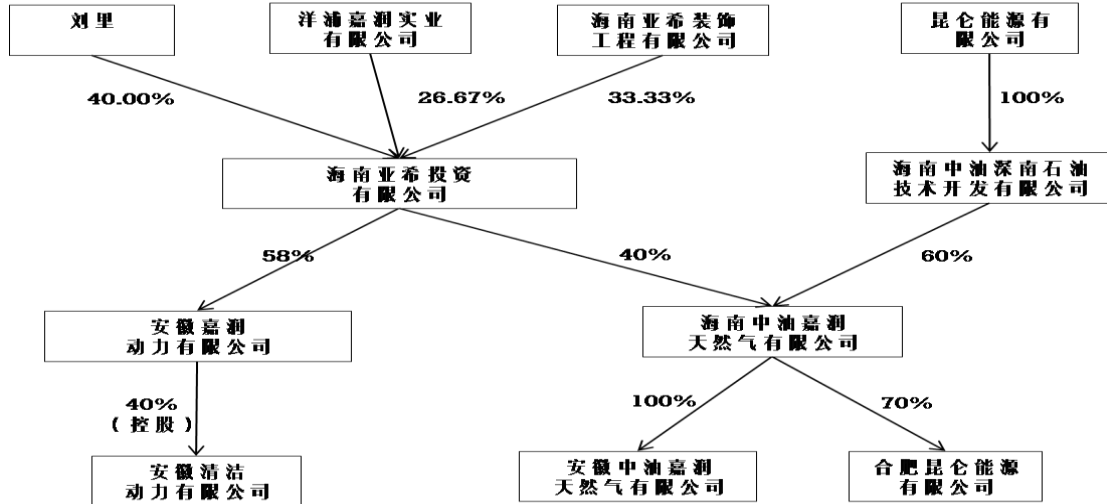 刘里
洋浦嘉润实业
有限公司
海南亚希装饰
工程有限公司
昆仑能源有
限公司
40.00%
26.67%
33.33%
100%
海南亚希投资
有限公司
海南中油深南石油
技术开发有限公司
58%
40%
60%
安徽嘉润
动力有限公司
海南中油嘉润
天然气有限公司
40%
(控股)
100%
70%
安徽清洁
动力有限公司
安徽中油嘉润
天然气有限公司
合肥昆仑能源
有限公司